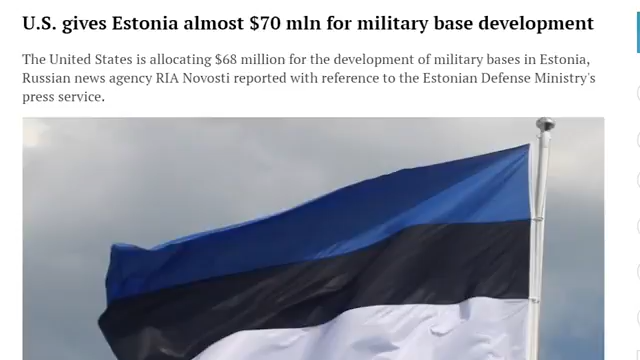 U.S. gives Estonia almost $70 mln for military base development
The United States is allocating $68 million for the development of military bases in Estonia,
Russian news agency RIA Novosti reported with reference to the Estonian Defense Ministry's
press service.